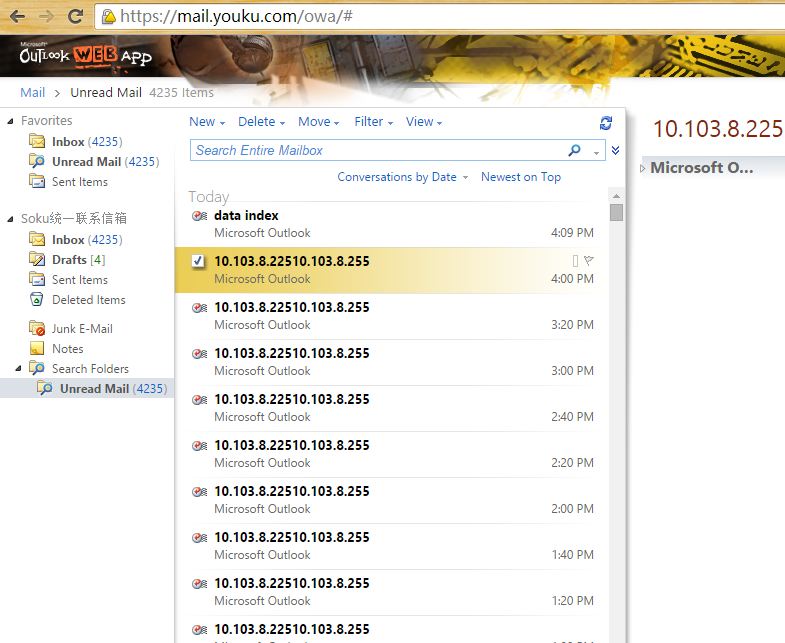 https://mail.youku.com/owa/#
Microsoft
Outlook WEB App
Mail > Unread Mail 4235 Items
Favorites
Inbox (4235)
Unread Mail (4235)
Sent Items
Soku统一联系信箱
Inbox (4235)
Drafts [4]
Sent Items
Deleted Items
Junk E-Mail
Notes
Search Folders
Unread Mail (4235)
New Delete Move Filter View
Search Entire Mailbox
Conversations by Date Newest on Top
Today
data index
Microsoft Outlook 4:09 PM
10.103.8.22510.103.8.255
Microsoft Outlook 4:00 PM
10.103.8.22510.103.8.255
Microsoft Outlook 3:20 PM
10.103.8.22510.103.8.255
Microsoft Outlook 3:00 PM
10.103.8.22510.103.8.255
Microsoft Outlook 2:40 PM
10.103.8.22510.103.8.255
Microsoft Outlook 2:20 PM
10.103.8.22510.103.8.255
Microsoft Outlook 2:00 PM
10.103.8.22510.103.8.255
Microsoft Outlook 1:40 PM
10.103.8.22510.103.8.255
Microsoft Outlook 1:20 PM
10.103.8.22510.103.8.255
10.103.8.225
Microsoft O...